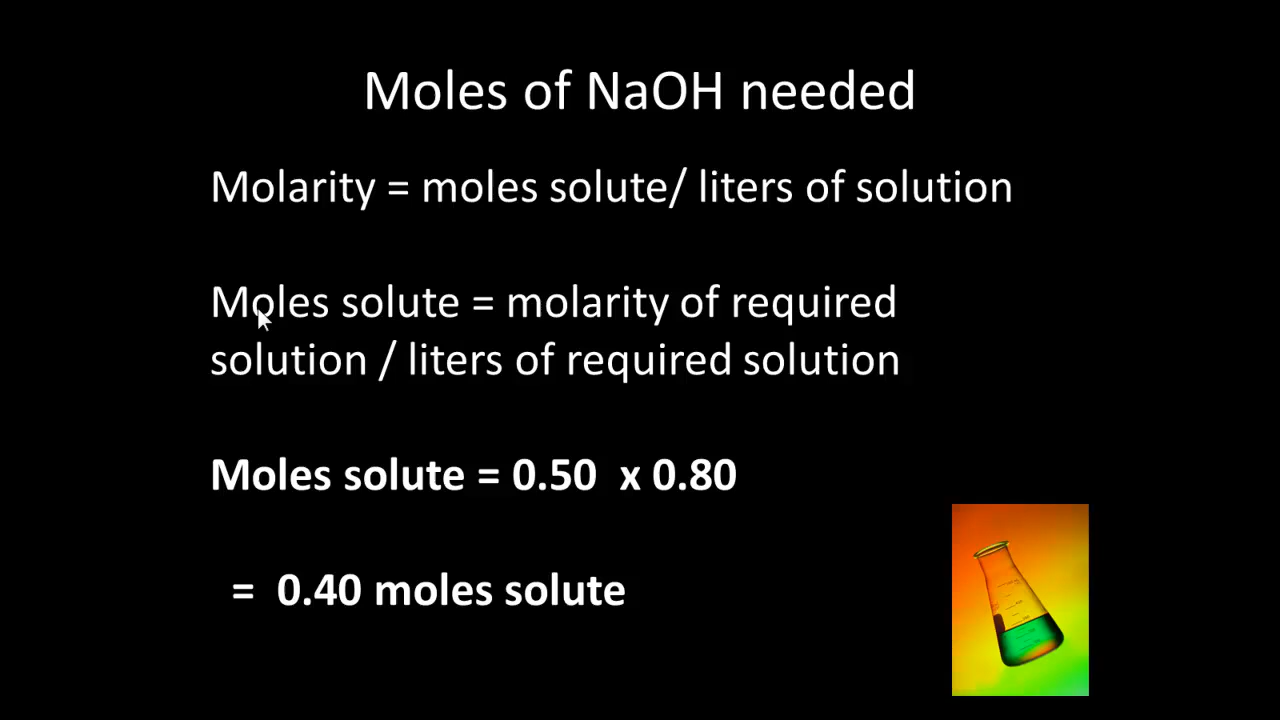 Moles of NaOH needed
Molarity = moles solute/ liters of solution
Moles solute = molarity of required
solution / liters of required solution
Moles solute = 0.50 x 0.80
= 0.40 moles solute